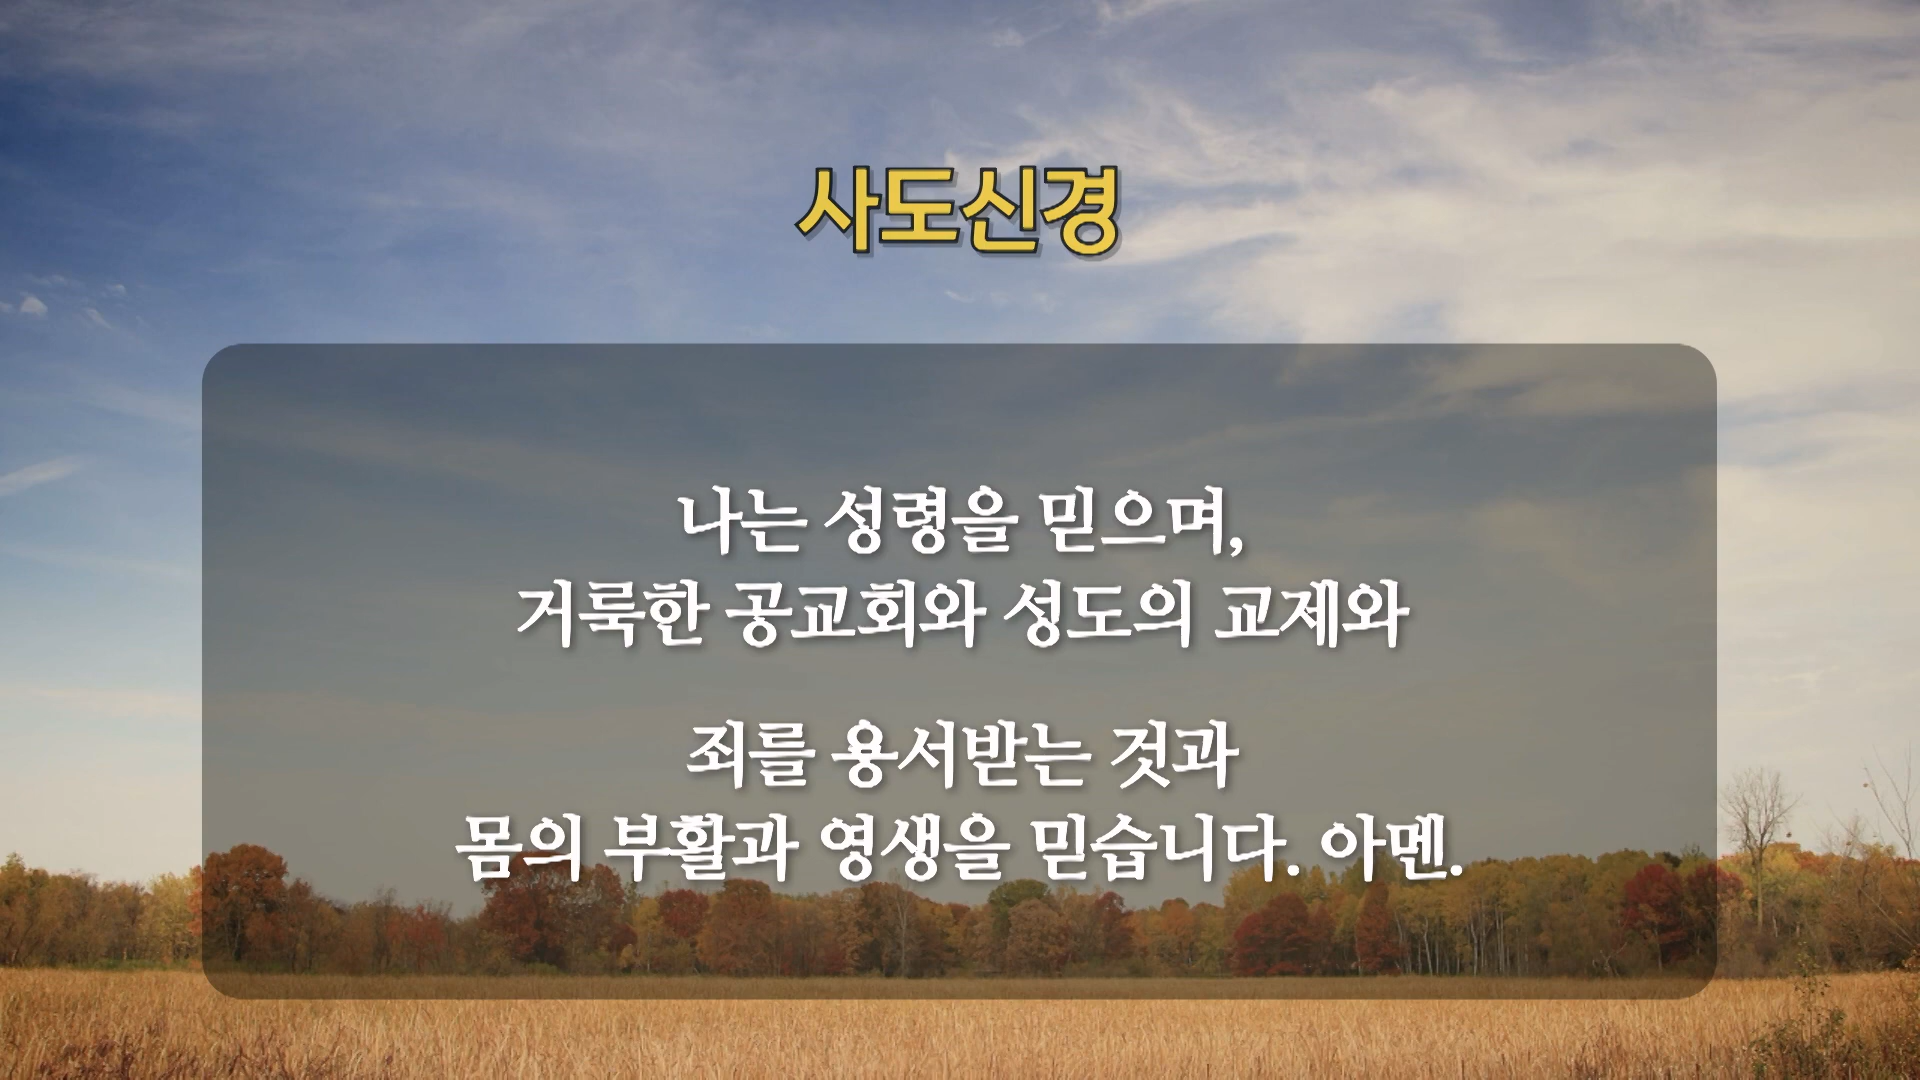 사도신경
나는 성령을 믿으며,
거룩한 공교회와 성도의 교제와
죄를 용서받는 것과
몸의 부활과 영생을 믿습니다. 아멘.